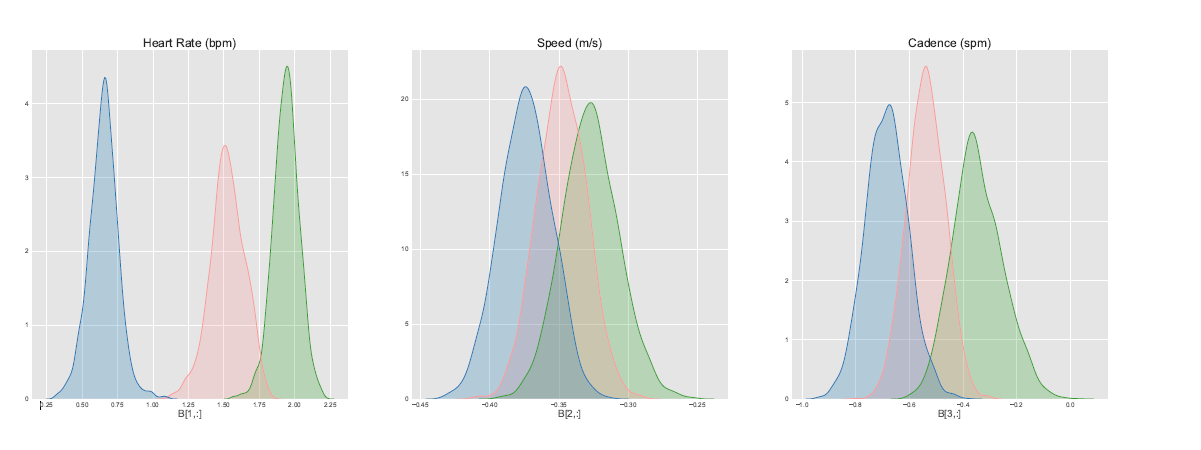 Heart Rate (bpm)
4
3
2
1
0
0.25 0.50 0.75 1.00 1.25 1.50 1.75 2.00 2.25
B[1,:]
Speed (m/s)
20
15
10
5
0
−0.45 −0.40 −0.35 −0.30 −0.25
B[2,:]
Cadence (spm)
5
4
3
2
1
0
−1.0 −0.8 −0.6 −0.4 −0.2 0.0
B[3,:]